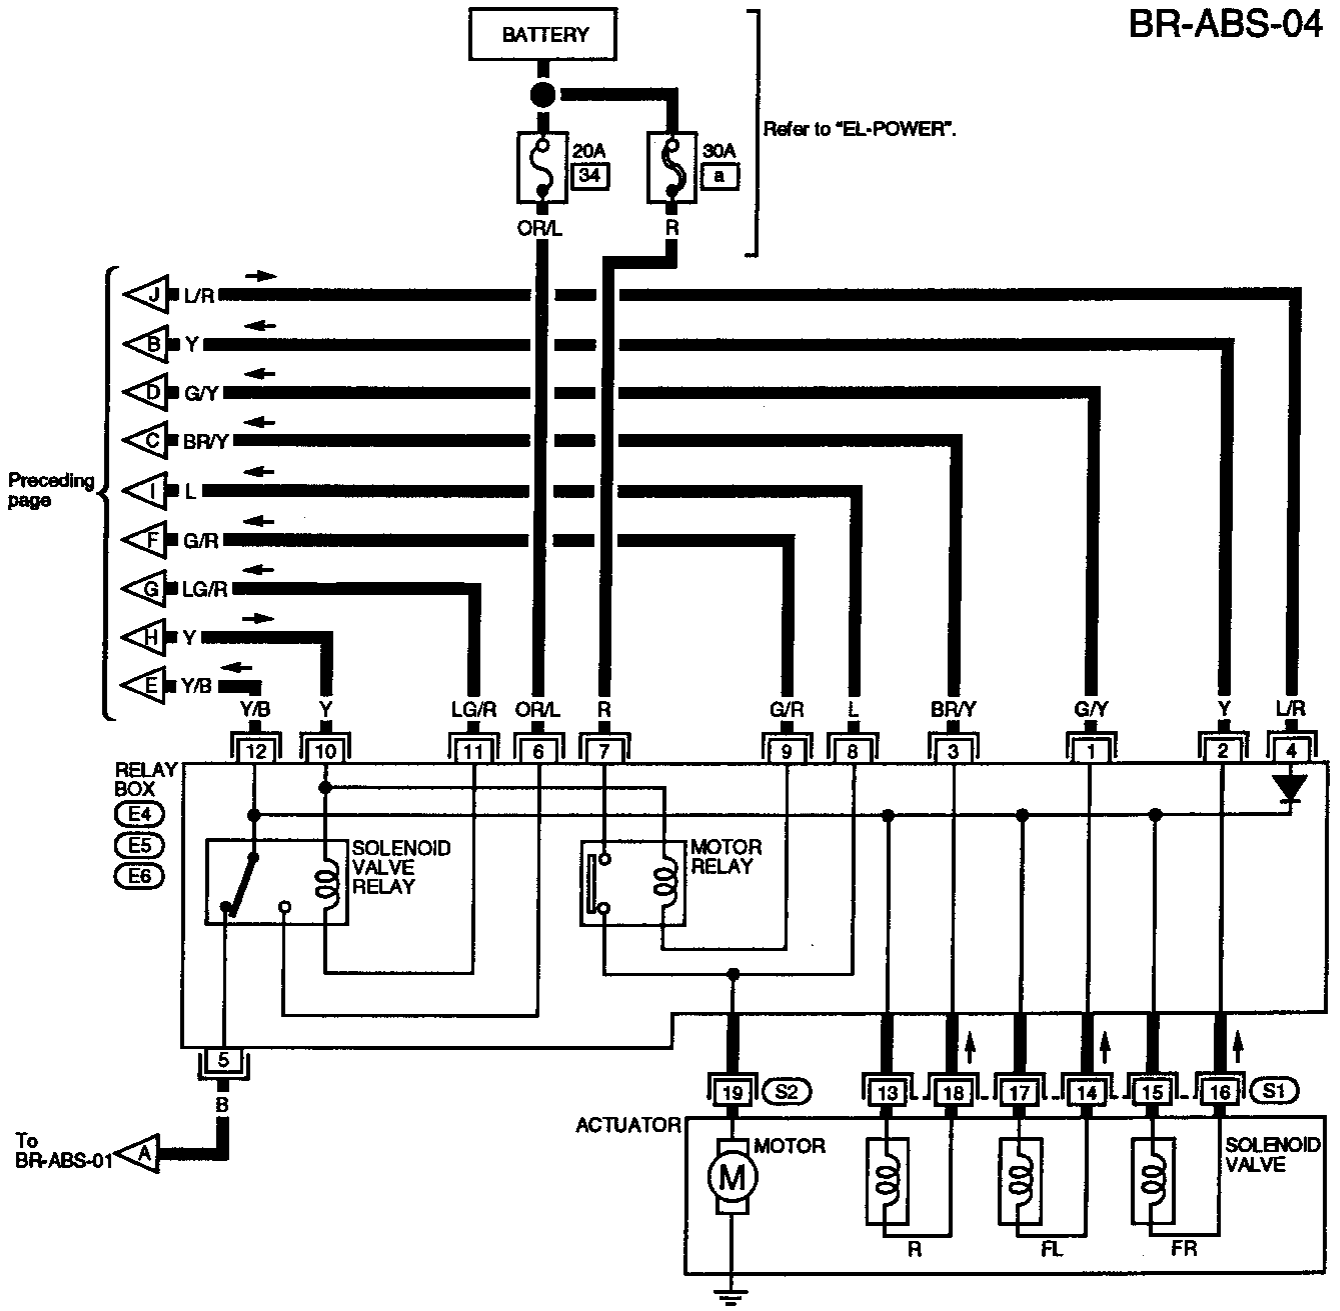 BR-ABS-04
BATTERY
Refer to "EL-POWER".
20A
34
30A
a
OR/L
R
J L/R
B Y
D G/Y
C BR/Y
Preceding
page
I L
F G/R
G LG/R
H Y
E Y/B
Y/B Y LG/R OR/L R G/R L BR/Y G/Y Y L/R
12 10 11 6 7 9 8 3 1 2 4
RELAY
BOX
E4
E5
E6
SOLENOID
VALVE
RELAY
MOTOR
RELAY
5
B
To
BR-ABS-01
A
19 S2 13 18 17 14 15 16 S1
ACTUATOR
MOTOR
M
SOLENOID
VALVE
R FL FR